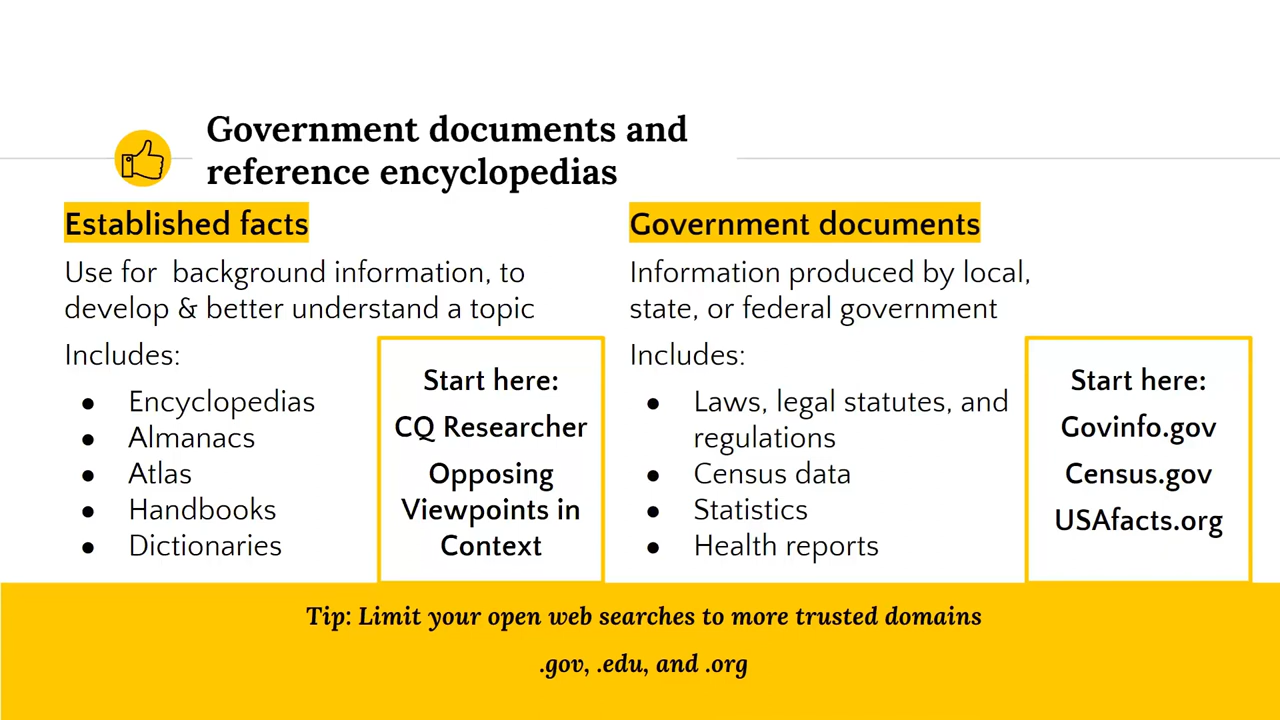 Government documents and
reference encyclopedias
Established facts
Use for  background information, to
develop & better understand a topic
Includes:
● Encyclopedias
● Almanacs
● Atlas
● Handbooks
● Dictionaries
Start here:
CQ Researcher
Opposing
Viewpoints in
Context
Government documents
Information produced by local,
state, or federal government
Includes:
● Laws, legal statutes, and
regulations
● Census data
● Statistics
● Health reports
Start here:
Govinfo.gov
Census.gov
USAfacts.org
Tip: Limit your open web searches to more trusted domains
.gov, .edu, and .org